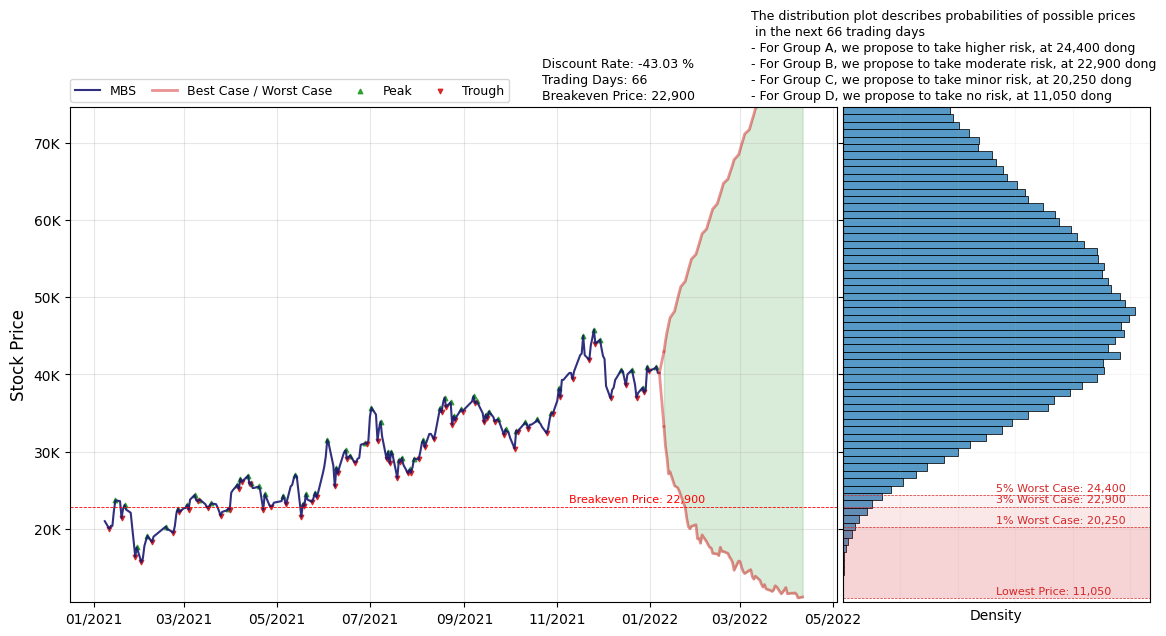 The distribution plot describes probabilities of possible prices
in the next 66 trading days
- For Group A, we propose to take higher risk, at 24,400 dong
- For Group B, we propose to take moderate risk, at 22,900 dong
- For Group C, we propose to take minor risk, at 20,250 dong
- For Group D, we propose to take no risk, at 11,050 dong
Discount Rate: -43.03 %
Trading Days: 66
Breakeven Price: 22,900
MBS
Best Case / Worst Case
Peak
Trough
Stock Price
70K
60K
50K
40K
30K
20K
Breakeven Price: 22,900
5% Worst Case: 24,400
3% Worst Case: 22,900
1% Worst Case: 20,250
Lowest Price: 11,050
01/2021
03/2021
05/2021
07/2021
09/2021
11/2021
01/2022
03/2022
05/2022
Density